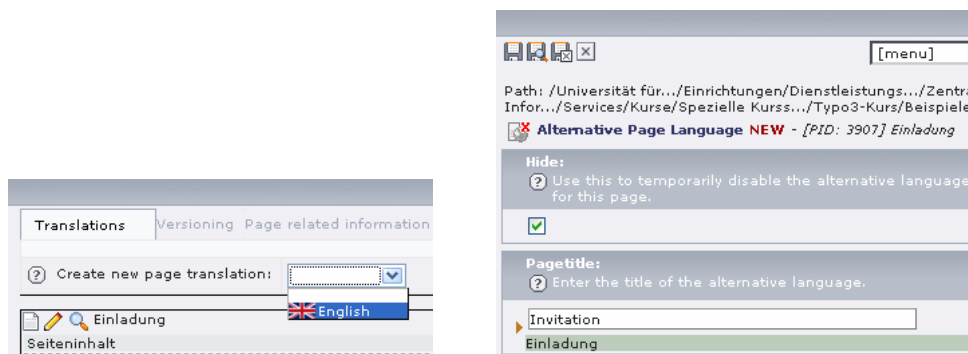 Translations Versioning Page related information
Create new page translation:
English
Einladung
Seiteninhalt
[menu]
Path: /Universität für.../Einrichtungen/Dienstleistungs.../Zentra
Infor.../Services/Kurse/Spezielle Kurss.../Typo3-Kurs/Beispiele
Alternative Page Language NEW - [PID: 3907] Einladung
Hide:
Use this to temporarily disable the alternative language
for this page.
Pagetitle:
Enter the title of the alternative language.
Invitation
Einladung